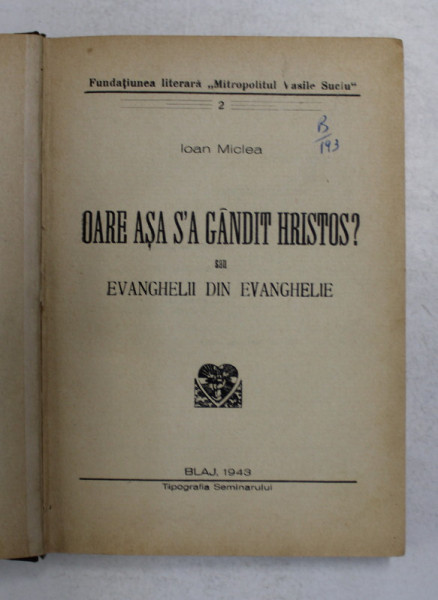 Fundațiunea literară „Mitropolitul Vasile Suciu"
2
B
193
Ioan Miclea
OARE AȘA S'A GÂNDIT HRISTOS?
sau
EVANGHELII DIN EVANGHELIE
BLAJ, 1943
Tipografia Seminarului